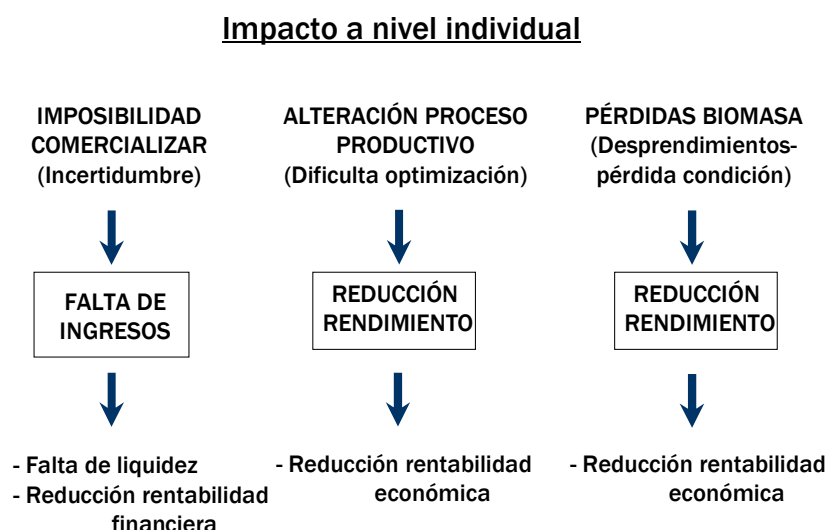 Impacto a nivel individual
IMPOSIBILIDAD
COMERCIALIZAR
(Incertidumbre)
FALTA DE
INGRESOS
- Falta de liquidez
- Reducción rentabilidad
financiera
ALTERACIÓN PROCESO
PRODUCTIVO
(Dificulta optimización)
REDUCCIÓN
RENDIMIENTO
- Reducción rentabilidad
económica
PÉRDIDAS BIOMASA
(Desprendimientos-
pérdida condición)
REDUCCIÓN
RENDIMIENTO
- Reducción rentabilidad
económica